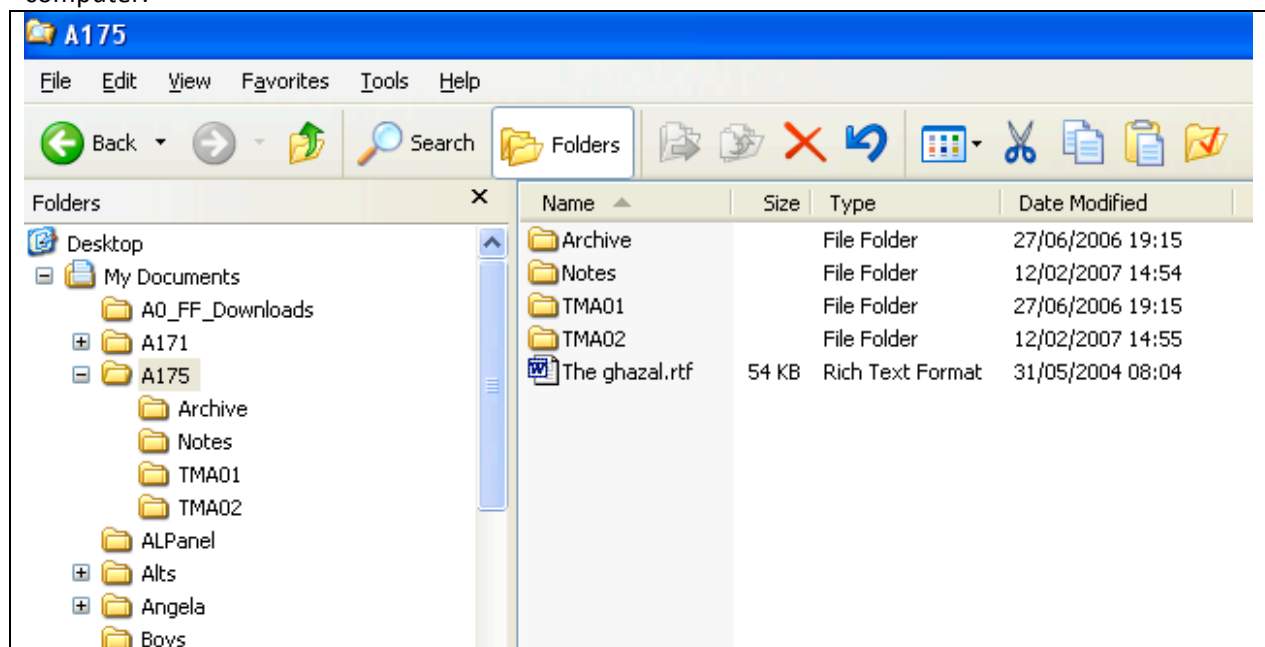 computer.
A175
File Edit View Favorites Tools Help
Back Search Folders
Folders
Desktop
My Documents
A0_FF_Downloads
A171
A175
Archive
Notes
TMA01
TMA02
ALPanel
Alts
Angela
Boys
Name Size Type Date Modified
Archive File Folder 27/06/2006 19:15
Notes File Folder 12/02/2007 14:54
TMA01 File Folder 27/06/2006 19:15
TMA02 File Folder 12/02/2007 14:55
The ghazal.rtf 54 KB Rich Text Format 31/05/2004 08:04